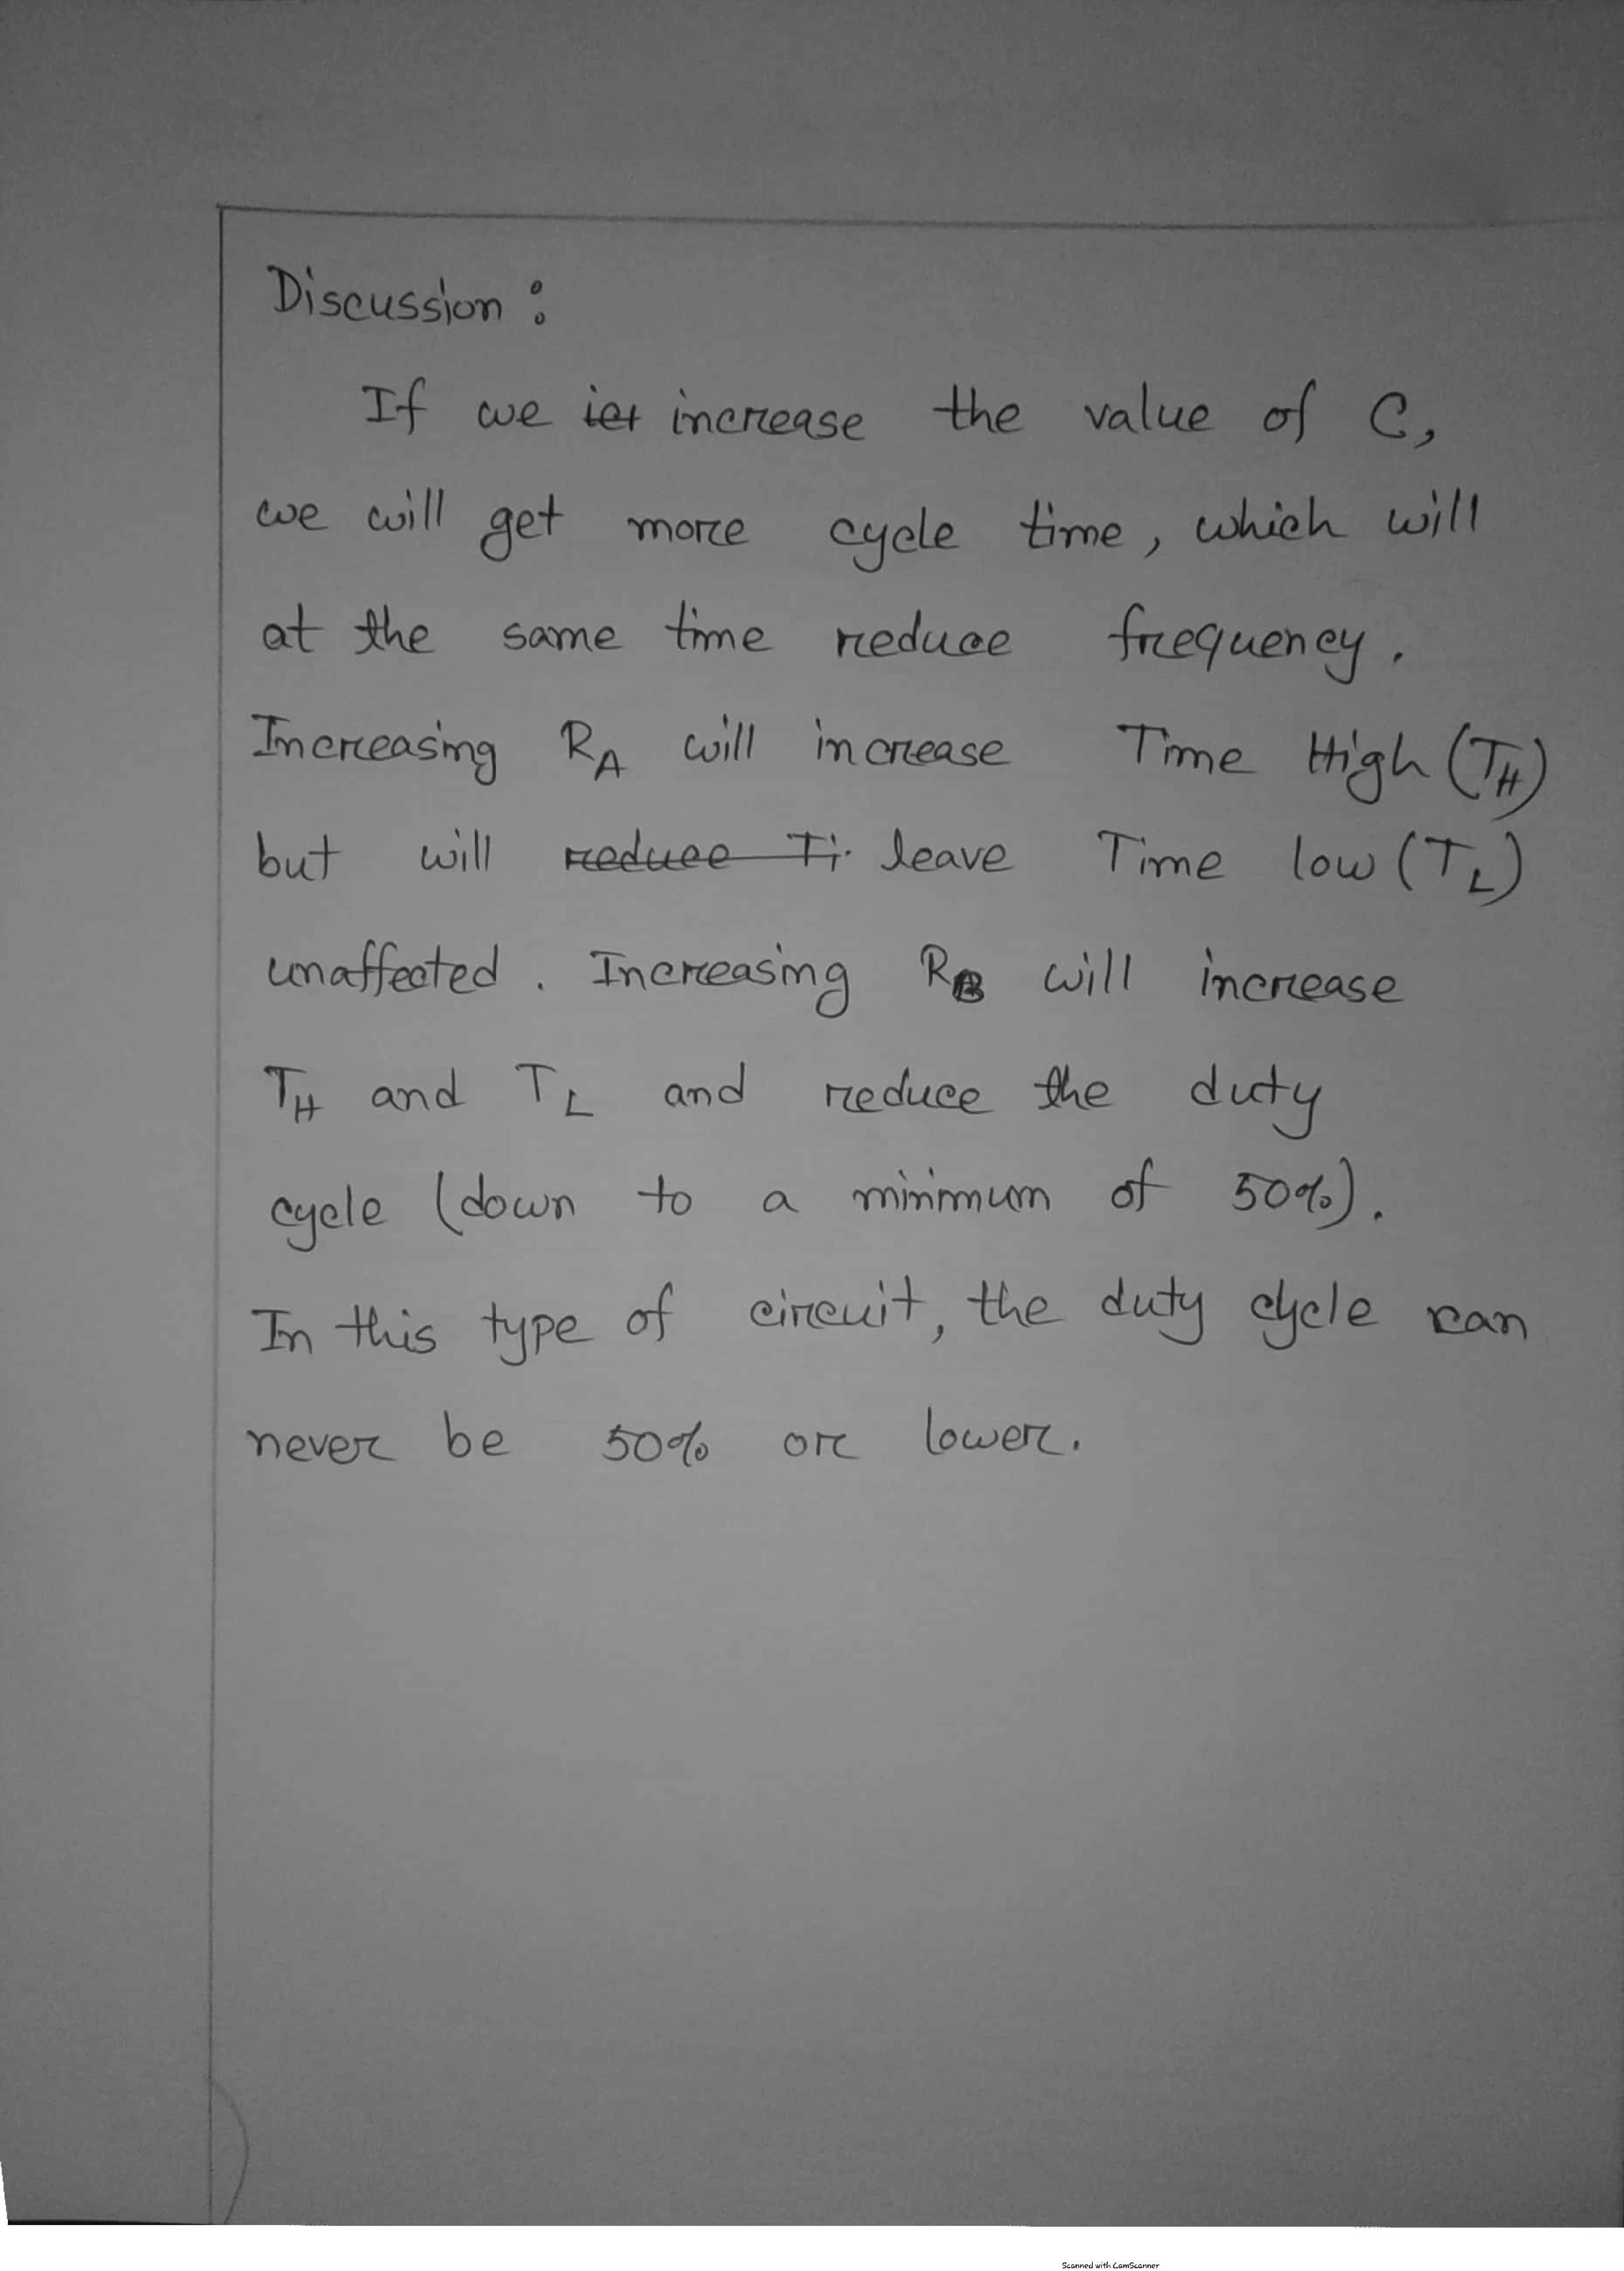 Discussion :
If we iet increase the value of C,
we will get more cycle time, which will
at the same time reduce frequency.
Increasing R_A will increase Time High (T_H)
but will reduce Ti leave Time low (T_L)
unaffected. Increasing R_B will increase
T_H and T_L and reduce the duty
cycle (down to a minimum of 50%).
In this type of circuit, the duty cycle can
never be 50% or lower.
Scanned with CamScanner